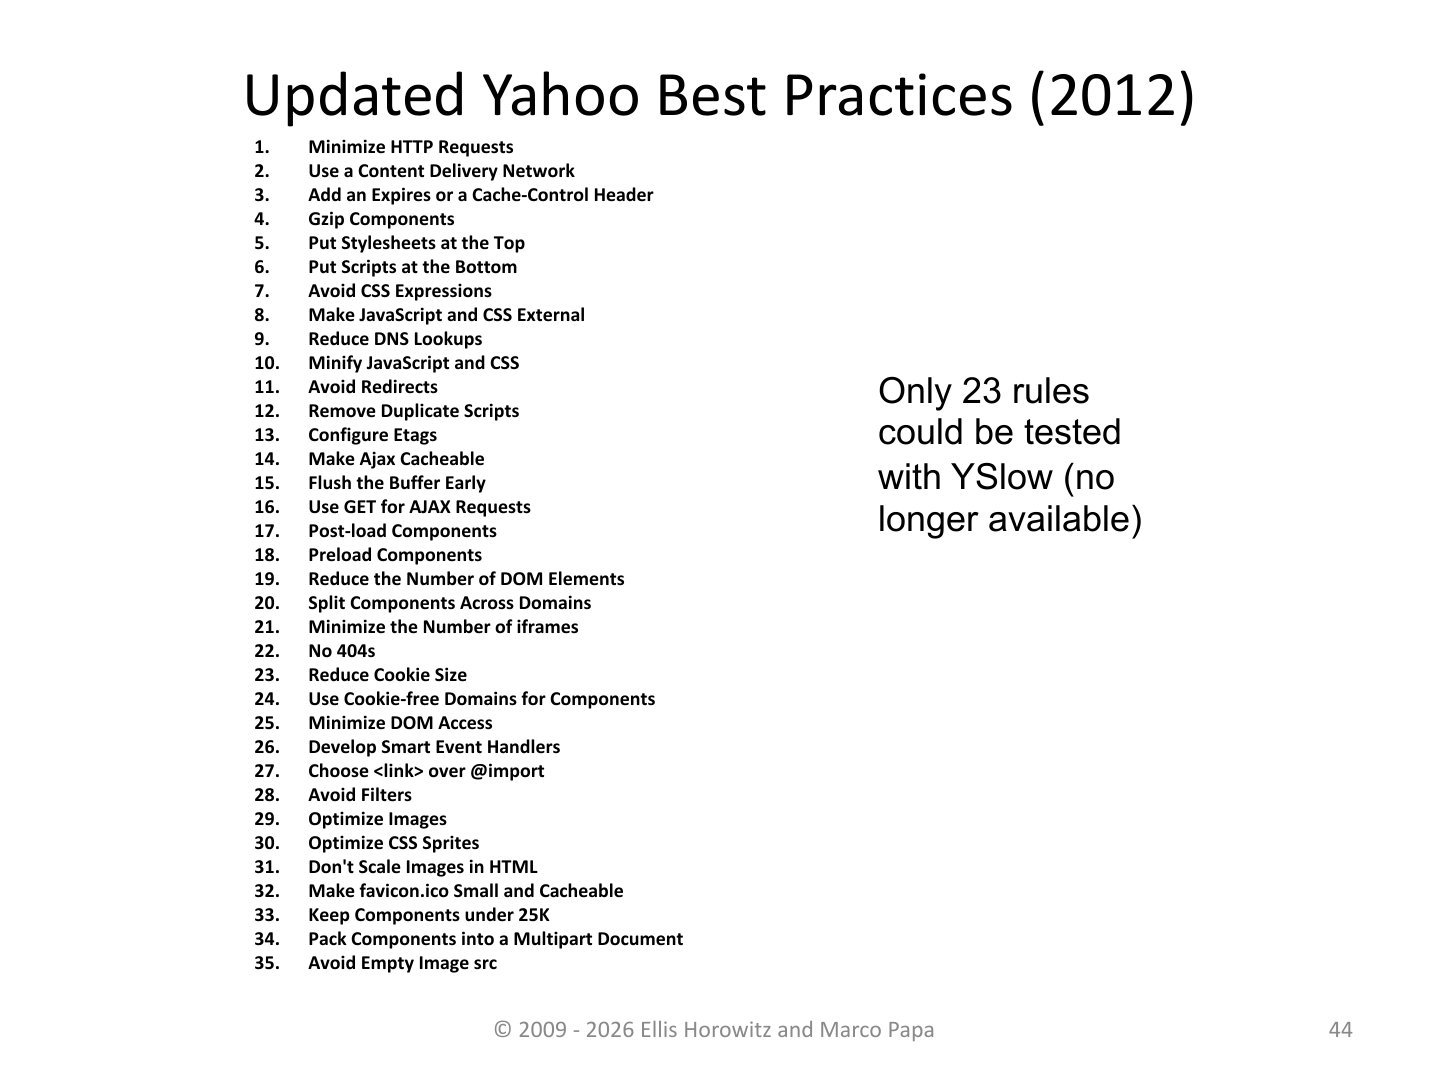 Updated Yahoo Best Practices (2012)
1. Minimize HTTP Requests
2. Use a Content Delivery Network
3. Add an Expires or a Cache-Control Header
4. Gzip Components
5. Put Stylesheets at the Top
6. Put Scripts at the Bottom
7. Avoid CSS Expressions
8. Make JavaScript and CSS External
9. Reduce DNS Lookups
10. Minify JavaScript and CSS
11. Avoid Redirects
12. Remove Duplicate Scripts
13. Configure Etags
14. Make Ajax Cacheable
15. Flush the Buffer Early
16. Use GET for AJAX Requests
17. Post-load Components
18. Preload Components
19. Reduce the Number of DOM Elements
20. Split Components Across Domains
21. Minimize the Number of iframes
22. No 404s
23. Reduce Cookie Size
24. Use Cookie-free Domains for Components
25. Minimize DOM Access
26. Develop Smart Event Handlers
27. Choose <link> over @import
28. Avoid Filters
29. Optimize Images
30. Optimize CSS Sprites
31. Don't Scale Images in HTML
32. Make favicon.ico Small and Cacheable
33. Keep Components under 25K
34. Pack Components into a Multipart Document
35. Avoid Empty Image src
Only 23 rules
could be tested
with YSlow (no
longer available)
© 2009 - 2026 Ellis Horowitz and Marco Papa
44